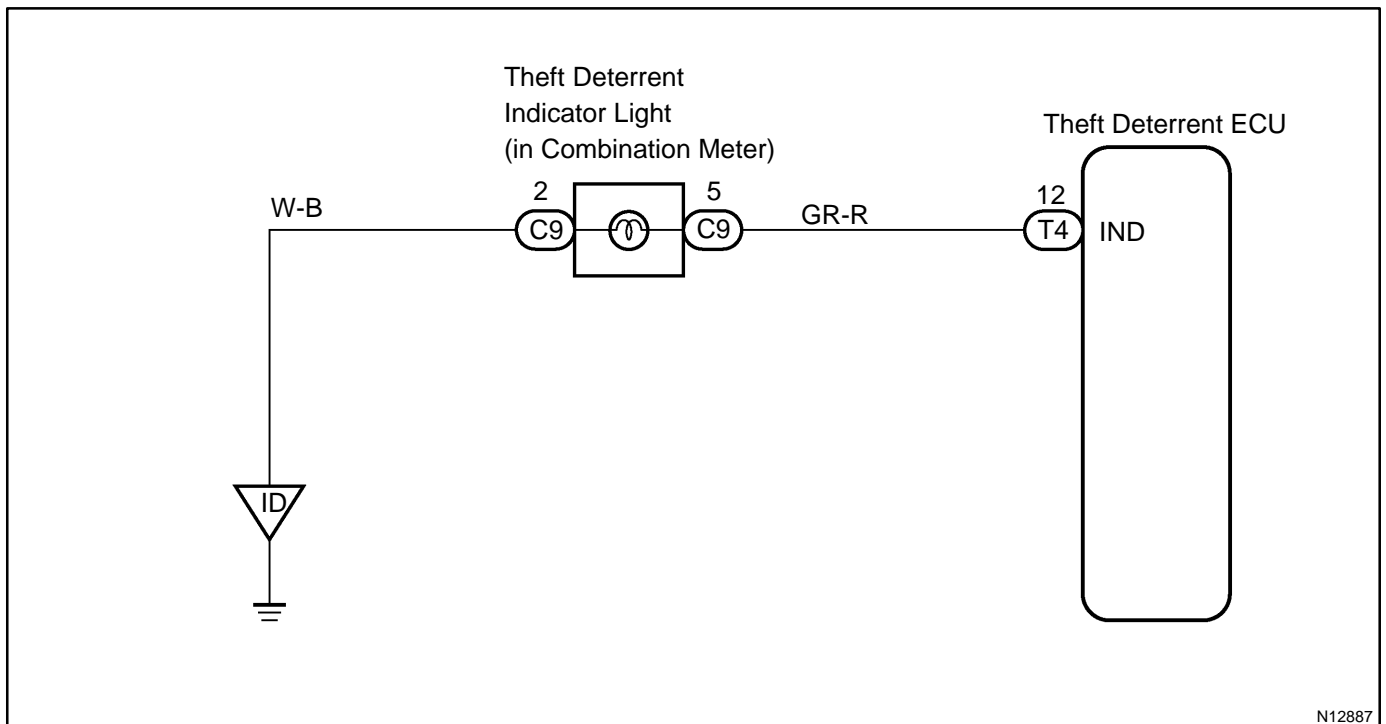 Theft Deterrent
Indicator Light
(in Combination Meter)
Theft Deterrent ECU
2
5
12
W-B
C9
C9
GR-R
T4
IND
ID
N12887